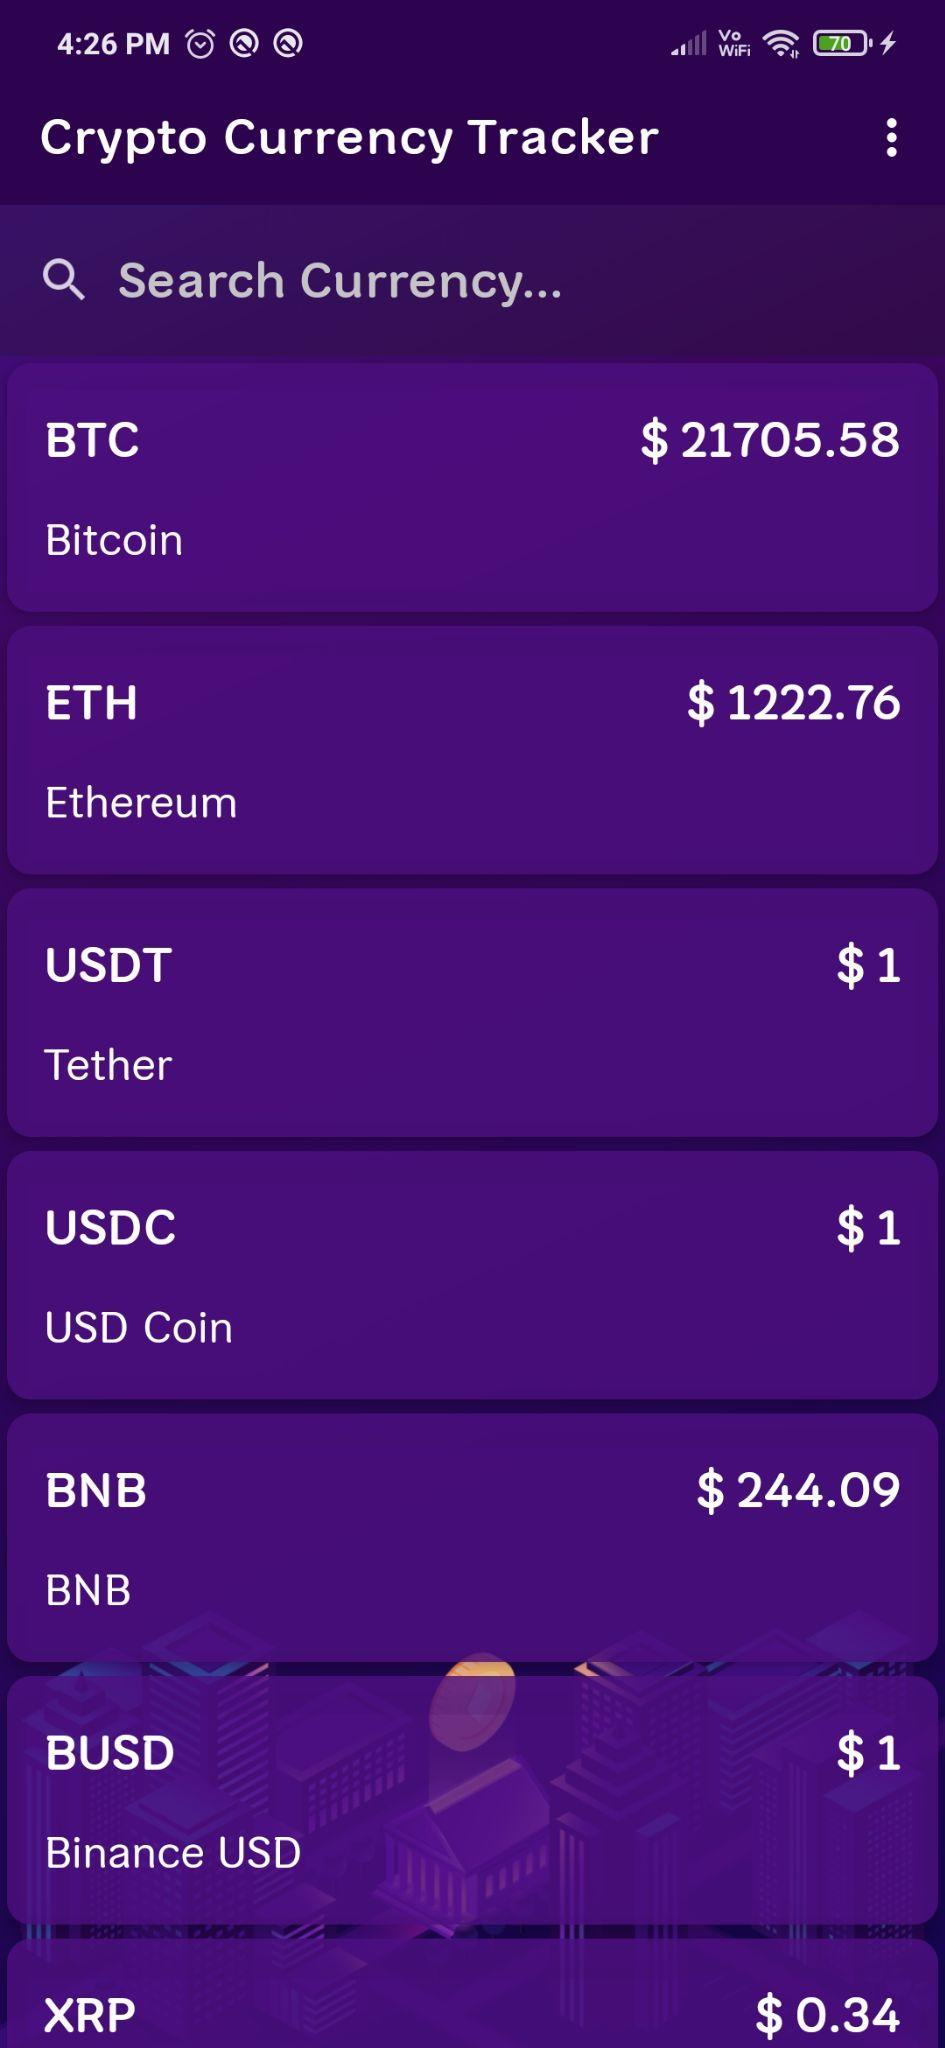 4:26 PM
Vo
WiFi
70
Crypto Currency Tracker
Search Currency...
BTC
$ 21705.58
Bitcoin
ETH
$ 1222.76
Ethereum
USDT
$ 1
Tether
USDC
$ 1
USD Coin
BNB
$ 244.09
BNB
BUSD
$ 1
Binance USD
XRP
$ 0.34